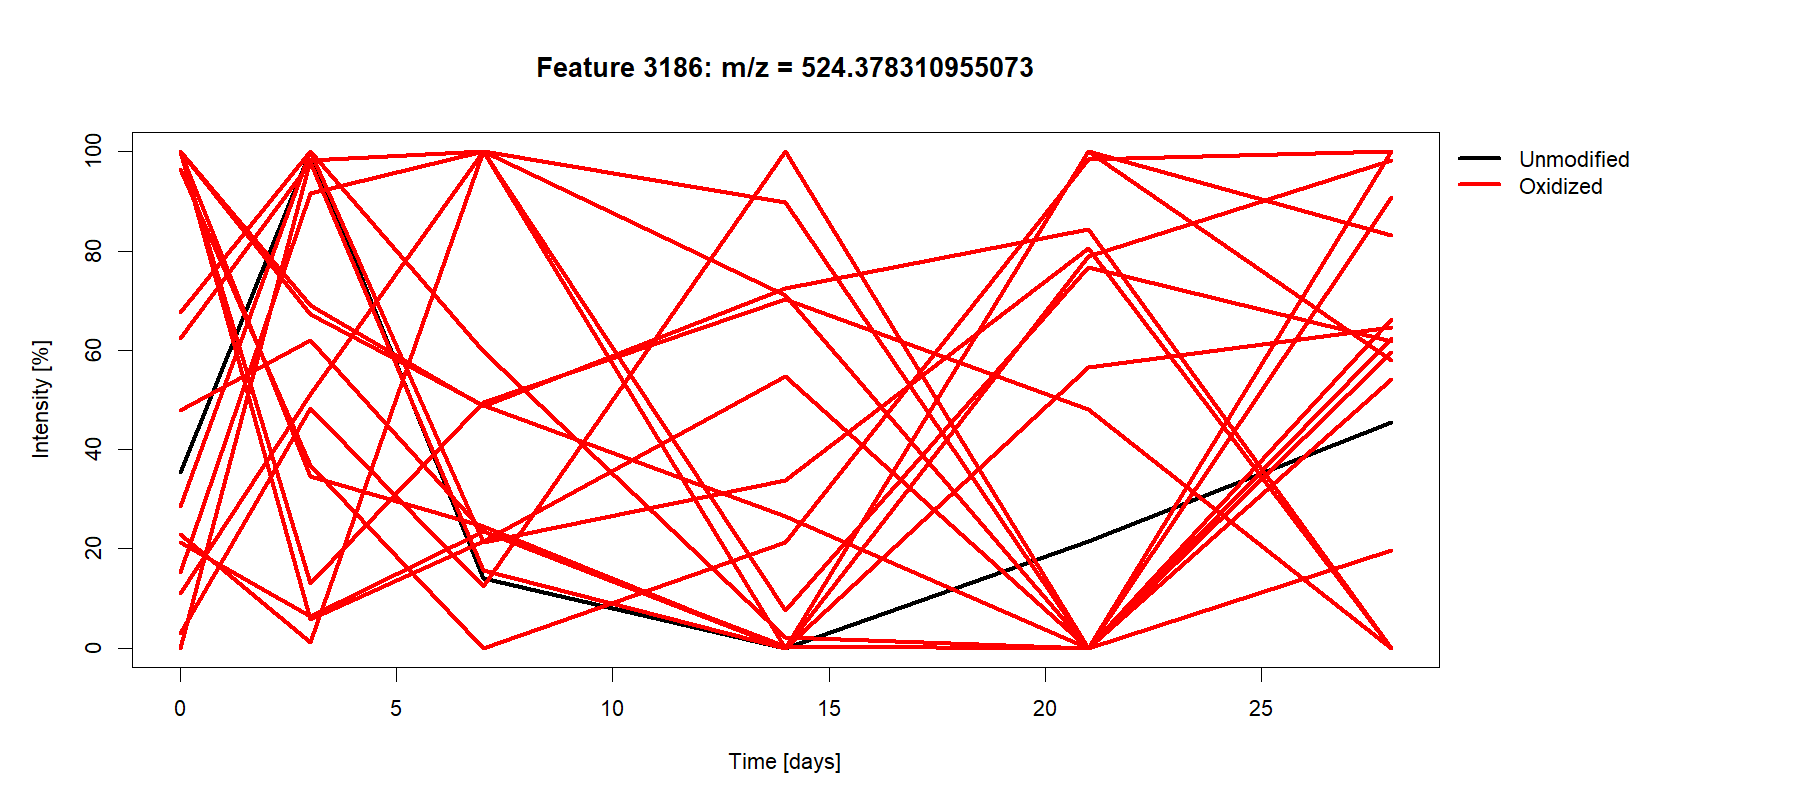 Feature 3186: m/z = 524.378310955073
Unmodified
Oxidized
Intensity [%]
100
80
60
40
20
0
0 5 10 15 20 25
Time [days]